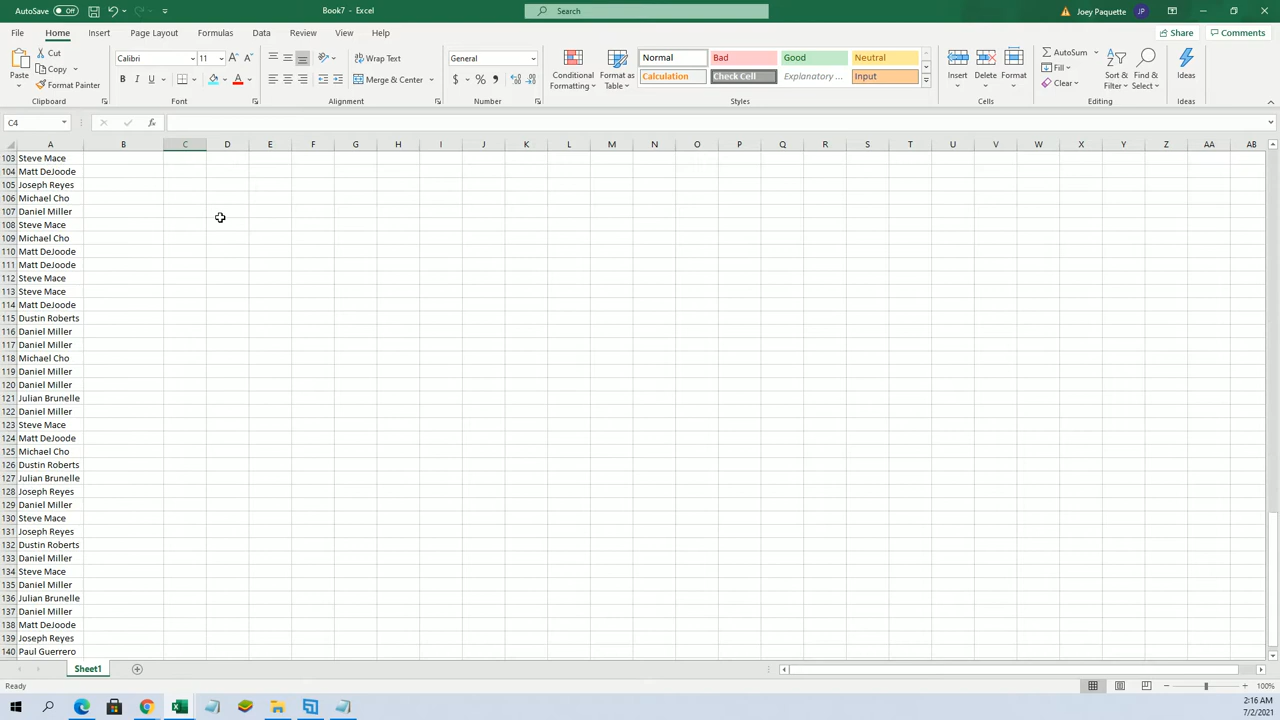 AutoSave Off Book7 - Excel Search Joey Paquette JP
File Home Insert Page Layout Formulas Data Review View Help Share Comments
Paste Cut Copy Format Painter Clipboard
Calibri 11 A A B I U A Font
Wrap Text Merge & Center Alignment
General $ % , Number
Conditional Formatting Format as Table
Normal Bad Good Neutral
Calculation Check Cell Explanatory ... Input
Styles
Insert Delete Format Cells
AutoSum Fill Clear Sort & Filter Find & Select Editing
Ideas Ideas
C4 fx
A B C D E F G H I J K L M N O P Q R S T U V W X Y Z AA AB
103 Steve Mace
104 Matt DeJoode
105 Joseph Reyes
106 Michael Cho
107 Daniel Miller
108 Steve Mace
109 Michael Cho
110 Matt DeJoode
111 Matt DeJoode
112 Steve Mace
113 Steve Mace
114 Matt DeJoode
115 Dustin Roberts
116 Daniel Miller
117 Daniel Miller
118 Michael Cho
119 Daniel Miller
120 Daniel Miller
121 Julian Brunelle
122 Daniel Miller
123 Steve Mace
124 Matt DeJoode
125 Michael Cho
126 Dustin Roberts
127 Julian Brunelle
128 Joseph Reyes
129 Daniel Miller
130 Steve Mace
131 Joseph Reyes
132 Dustin Roberts
133 Daniel Miller
134 Steve Mace
135 Daniel Miller
136 Julian Brunelle
137 Daniel Miller
138 Matt DeJoode
139 Joseph Reyes
140 Paul Guerrero
Sheet1
Ready 100%
2:16 AM
7/2/2021